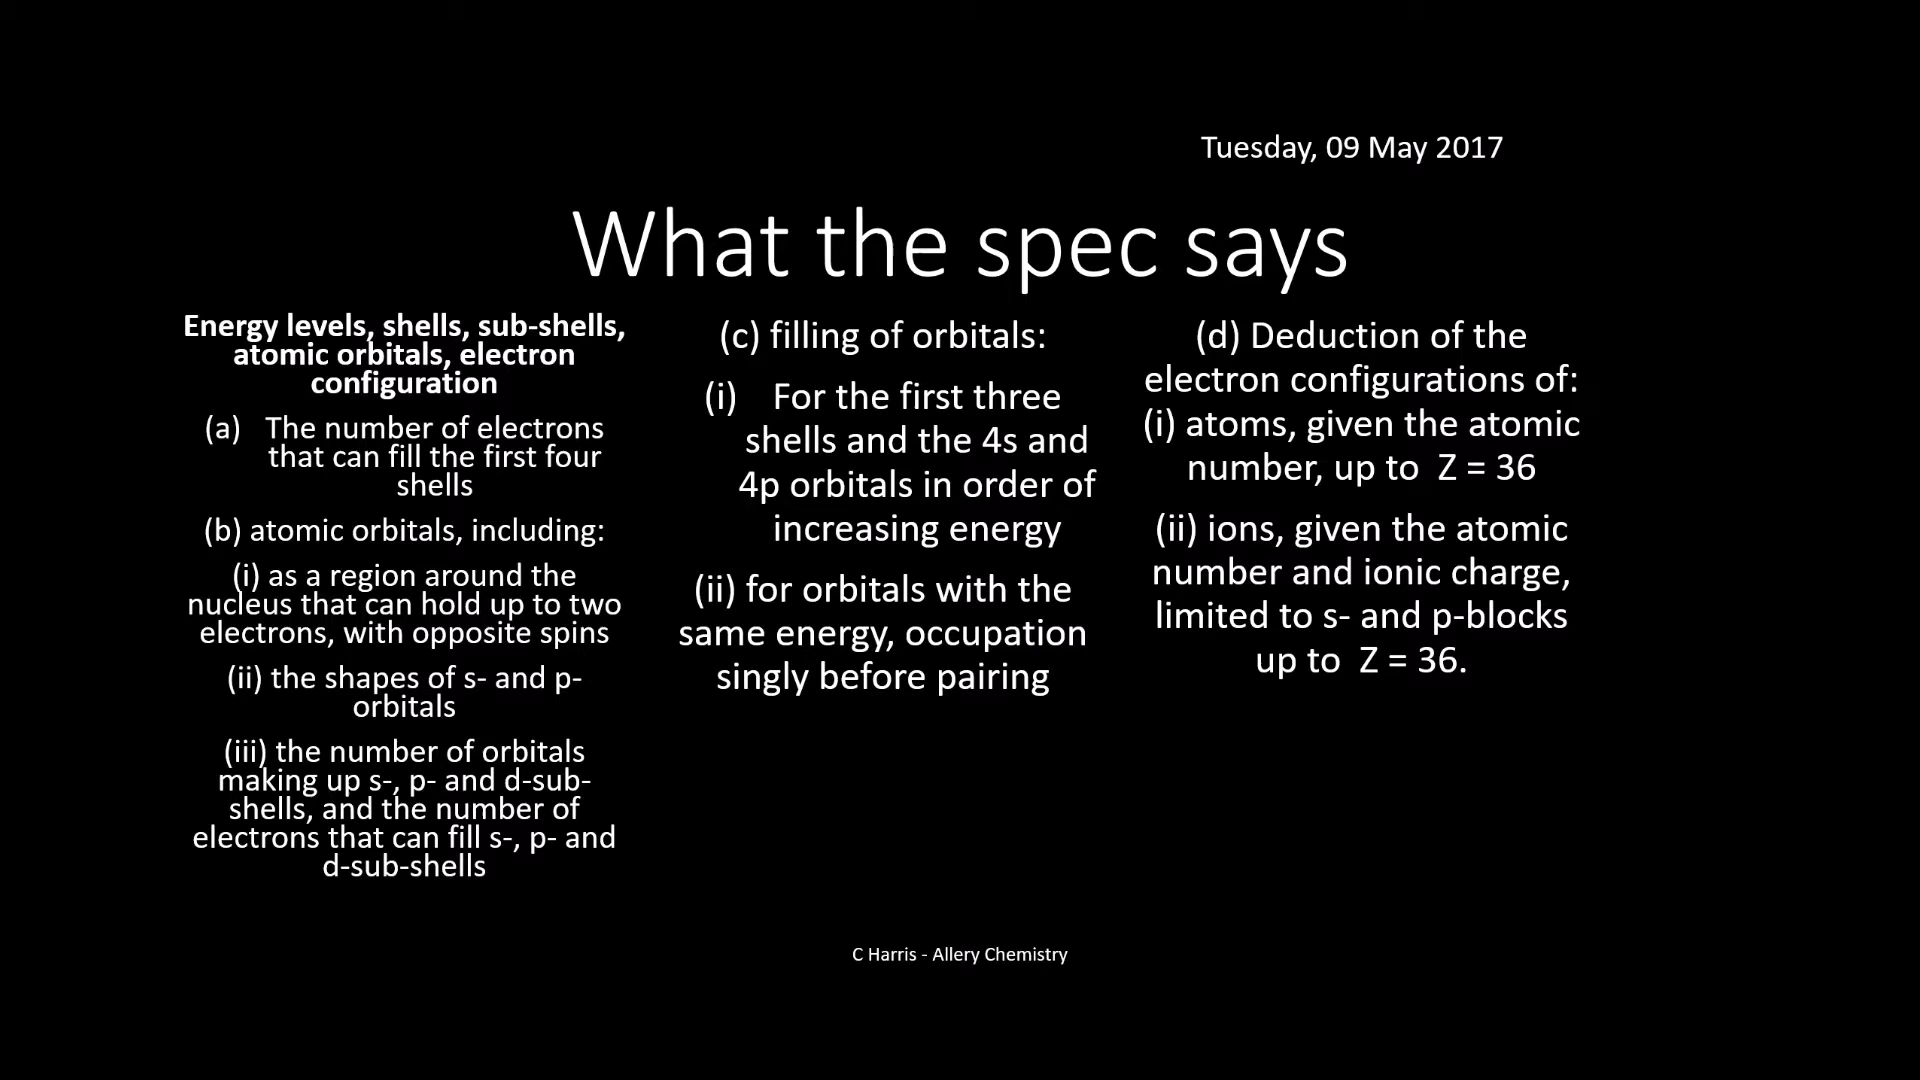 Tuesday, 09 May 2017
What the spec says
Energy levels, shells, sub-shells,
atomic orbitals, electron
configuration
(a) The number of electrons
that can fill the first four
shells
(b) atomic orbitals, including:
(i) as a region around the
nucleus that can hold up to two
electrons, with opposite spins
(ii) the shapes of s- and p-
orbitals
(iii) the number of orbitals
making up s-, p- and d-sub-
shells, and the number of
electrons that can fill s-, p- and
d-sub-shells
(c) filling of orbitals:
(i) For the first three
shells and the 4s and
4p orbitals in order of
increasing energy
(ii) for orbitals with the
same energy, occupation
singly before pairing
(d) Deduction of the
electron configurations of:
(i) atoms, given the atomic
number, up to Z = 36
(ii) ions, given the atomic
number and ionic charge,
limited to s- and p-blocks
up to Z = 36.
C Harris - Allery Chemistry